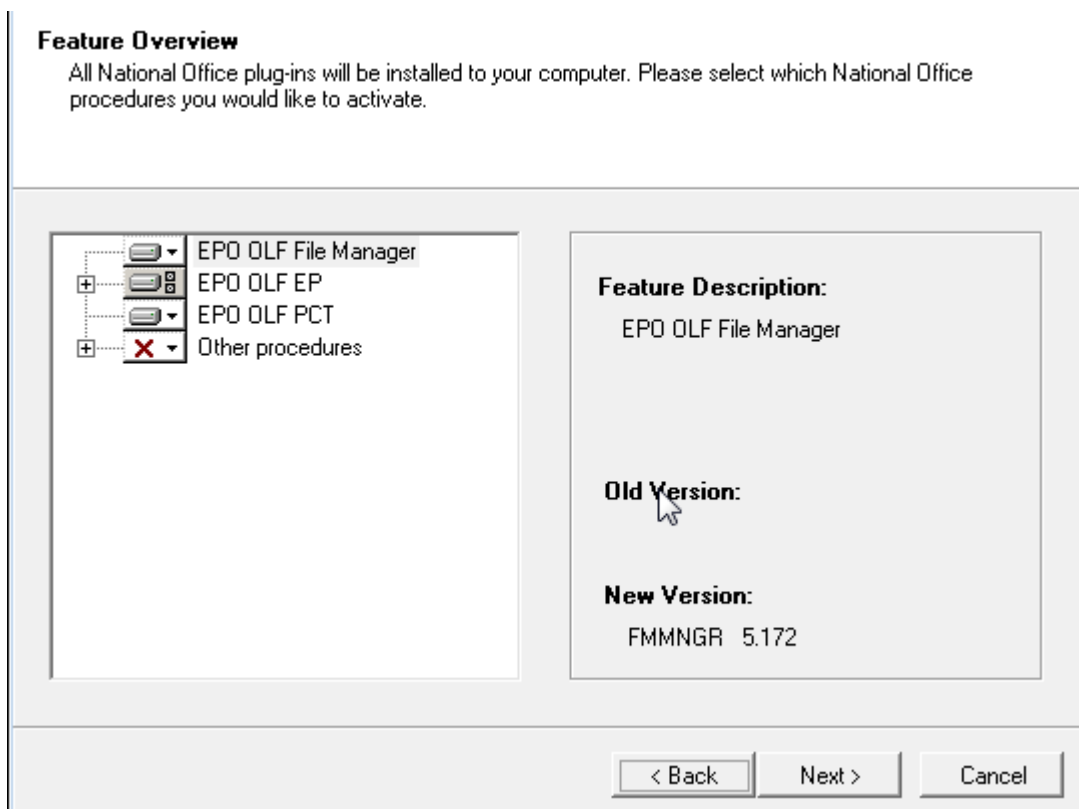 Feature Overview
All National Office plug-ins will be installed to your computer. Please select which National Office
procedures you would like to activate.
EPO OLF File Manager
EPO OLF EP
EPO OLF PCT
Other procedures
Feature Description:
EPO OLF File Manager
Old Version:
New Version:
FMMNGR 5.172
< Back
Next >
Cancel